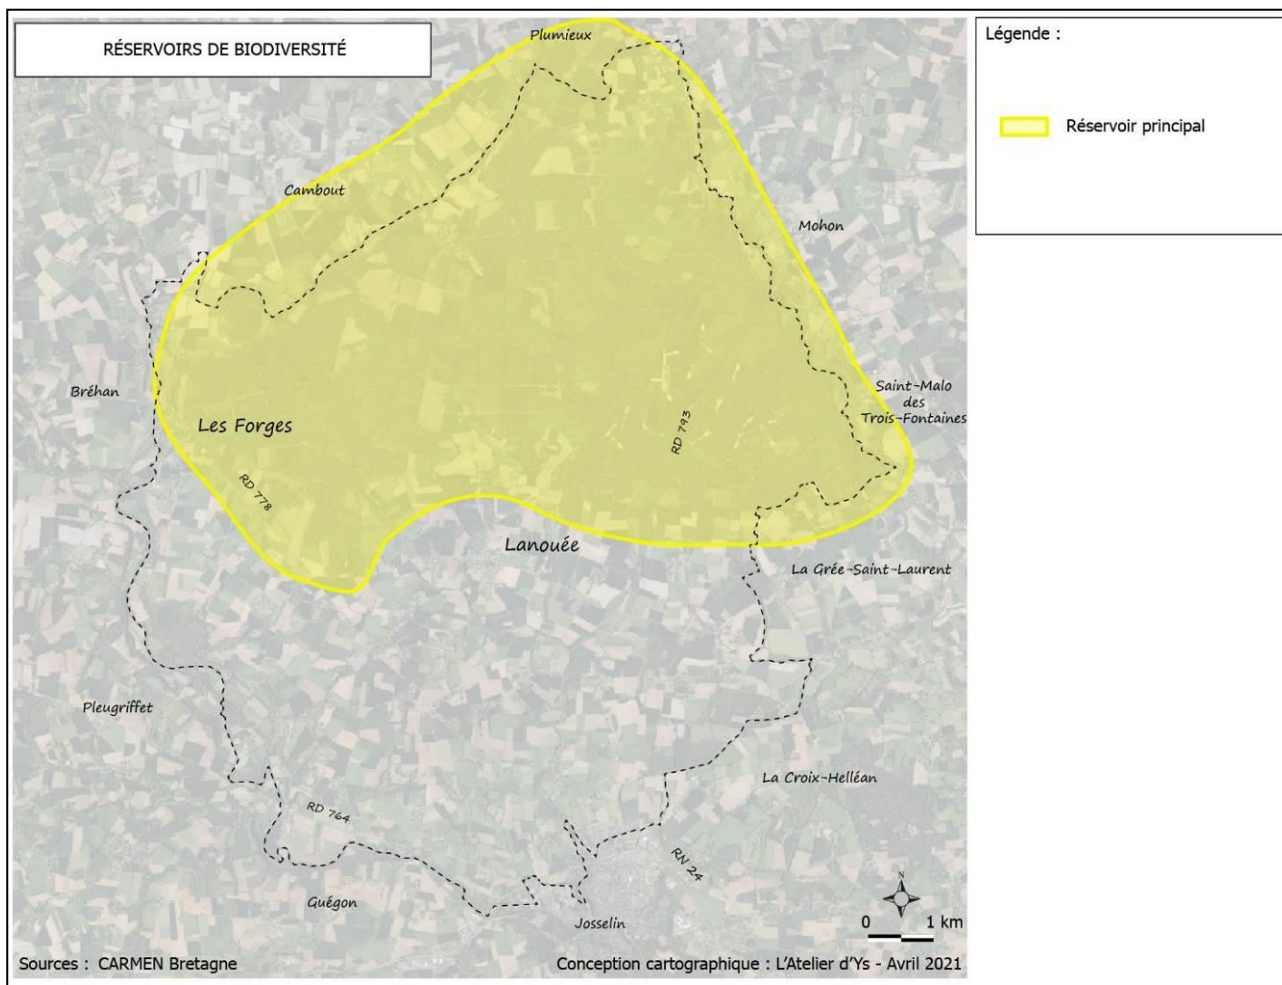 RÉSERVOIRS DE BIODIVERSITÉ
Légende :
Réservoir principal
Plumieux
Cambout
Mohon
Bréhan
Saint-Malo
des
Trois-Fontaines
Les Forges
RD 793
RD 778
Lanouée
La Grée-Saint-Laurent
Pleugriffet
La Croix-Helléan
RD 764
RN 24
Guégon
Josselin
N
0 1 km
Sources : CARMEN Bretagne
Conception cartographique : L'Atelier d'Ys - Avril 2021